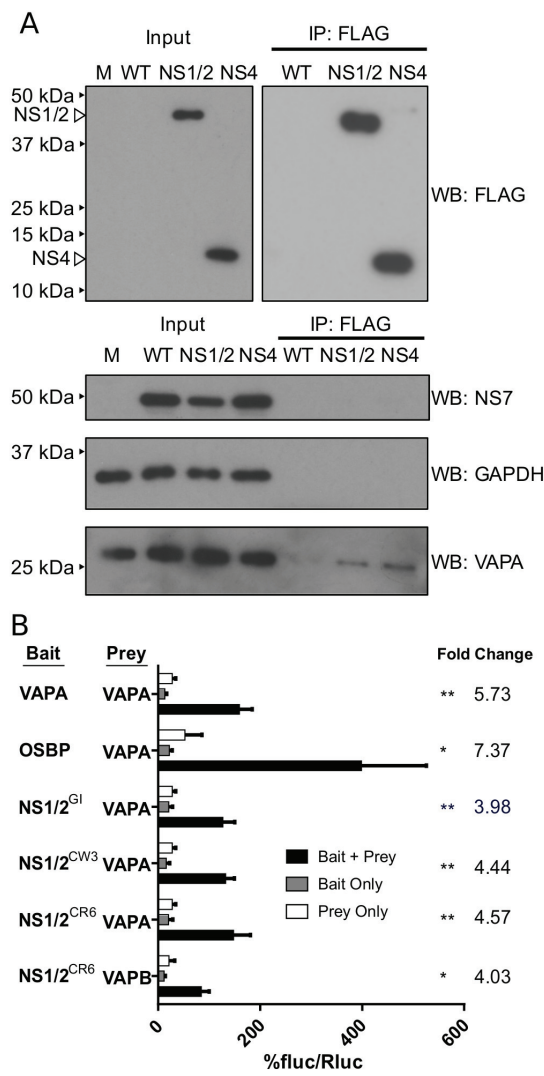 A
Input IP: FLAG
M WT NS1/2 NS4 WT NS1/2 NS4
50 kDa
NS1/2
37 kDa
25 kDa
15 kDa
NS4
10 kDa
WB: FLAG
Input IP: FLAG
M WT NS1/2 NS4 WT NS1/2 NS4
50 kDa WB: NS7
37 kDa
WB: GAPDH
25 kDa WB: VAPA
B
Bait Prey Fold Change
VAPA VAPA ** 5.73
OSBP VAPA * 7.37
NS1/2GI VAPA ** 3.98
NS1/2CW3 VAPA ** 4.44
NS1/2CR6 VAPA ** 4.57
NS1/2CR6 VAPB * 4.03
Bait + Prey
Bait Only
Prey Only
0 200 400 600
%fluc/Rluc